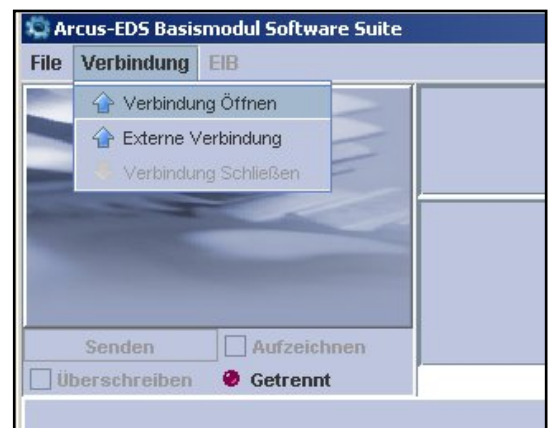 Arcus-EDS Basismodul Software Suite
File Verbindung EIB
Verbindung Öffnen
Externe Verbindung
Verbindung Schließen
Senden Aufzeichnen
Überschreiben Getrennt